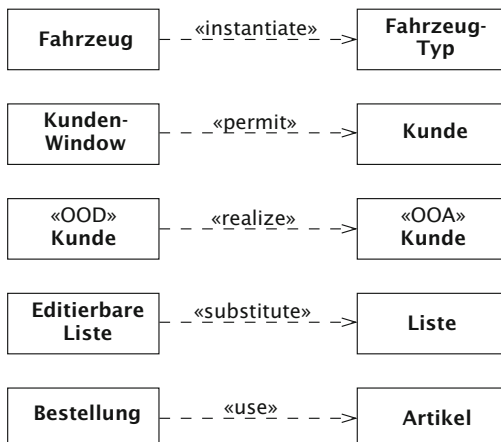 Fahrzeug
«instantiate»
Fahrzeug-
Typ
Kunden-
Window
«permit»
Kunde
«OOD»
Kunde
«realize»
«OOA»
Kunde
Editierbare
Liste
«substitute»
Liste
Bestellung
«use»
Artikel